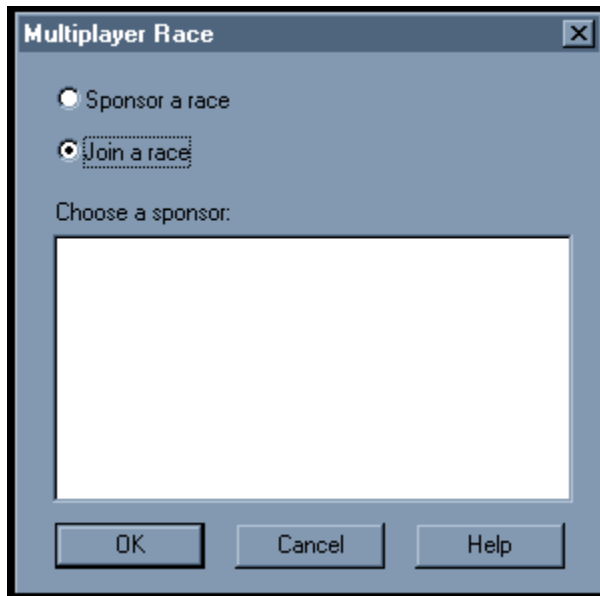 Multiplayer Race
Sponsor a race
Join a race
Choose a sponsor:
OK Cancel Help